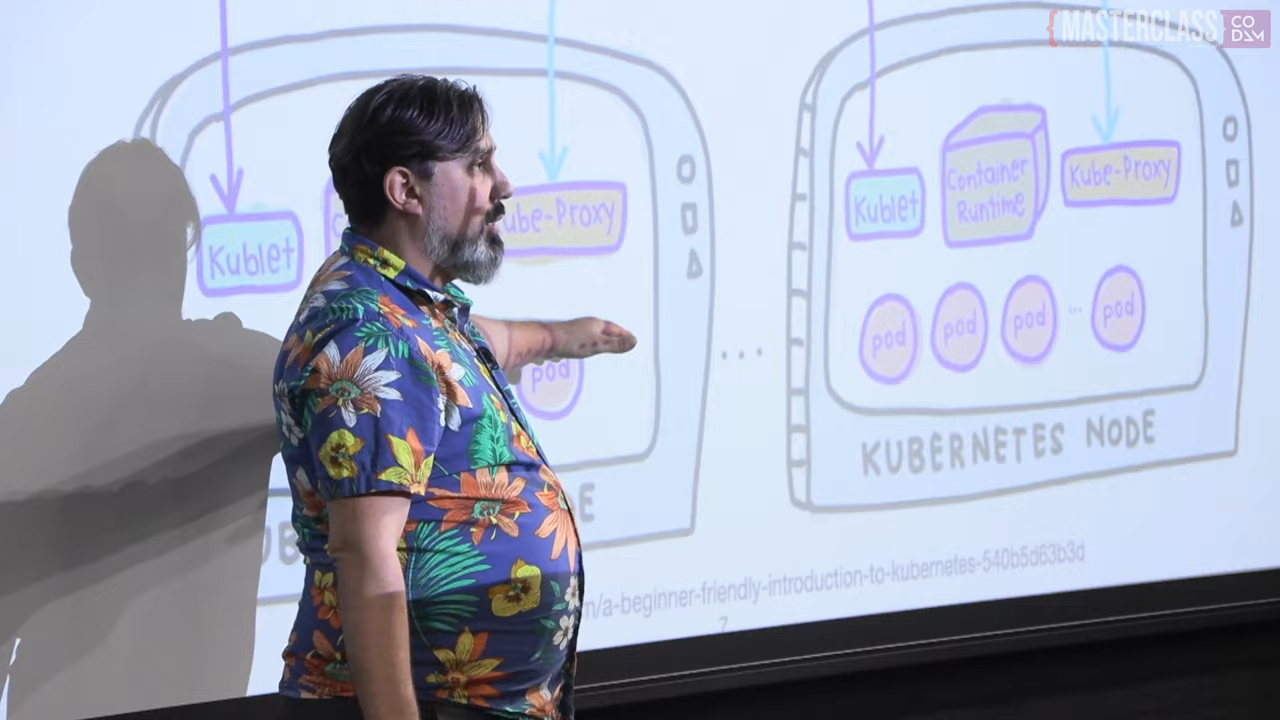 {MASTERCLASS
CO
D∑M
Kublet
ube-Proxy
pod
Kublet
Container
Runtime
Kube-Proxy
pod
pod
pod
...
pod
...
KUBERNETES NODE
m/a-beginner-friendly-introduction-to-kubernetes-540b5d63b3d
7